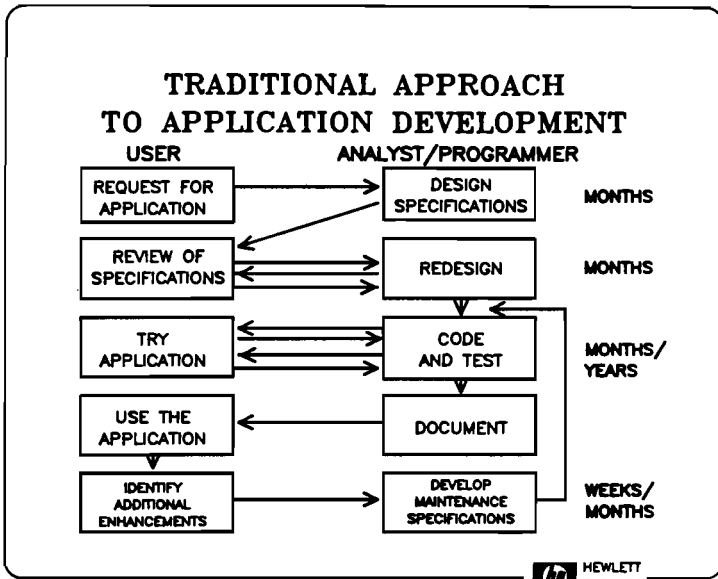 TRADITIONAL APPROACH
TO APPLICATION DEVELOPMENT
USER
ANALYST/PROGRAMMER
REQUEST FOR
APPLICATION
DESIGN
SPECIFICATIONS
MONTHS
REVIEW OF
SPECIFICATIONS
REDESIGN
MONTHS
TRY
APPLICATION
CODE
AND TEST
MONTHS/
YEARS
USE THE
APPLICATION
DOCUMENT
IDENTIFY
ADDITIONAL
ENHANCEMENTS
DEVELOP
MAINTENANCE
SPECIFICATIONS
WEEKS/
MONTHS
hp
HEWLETT